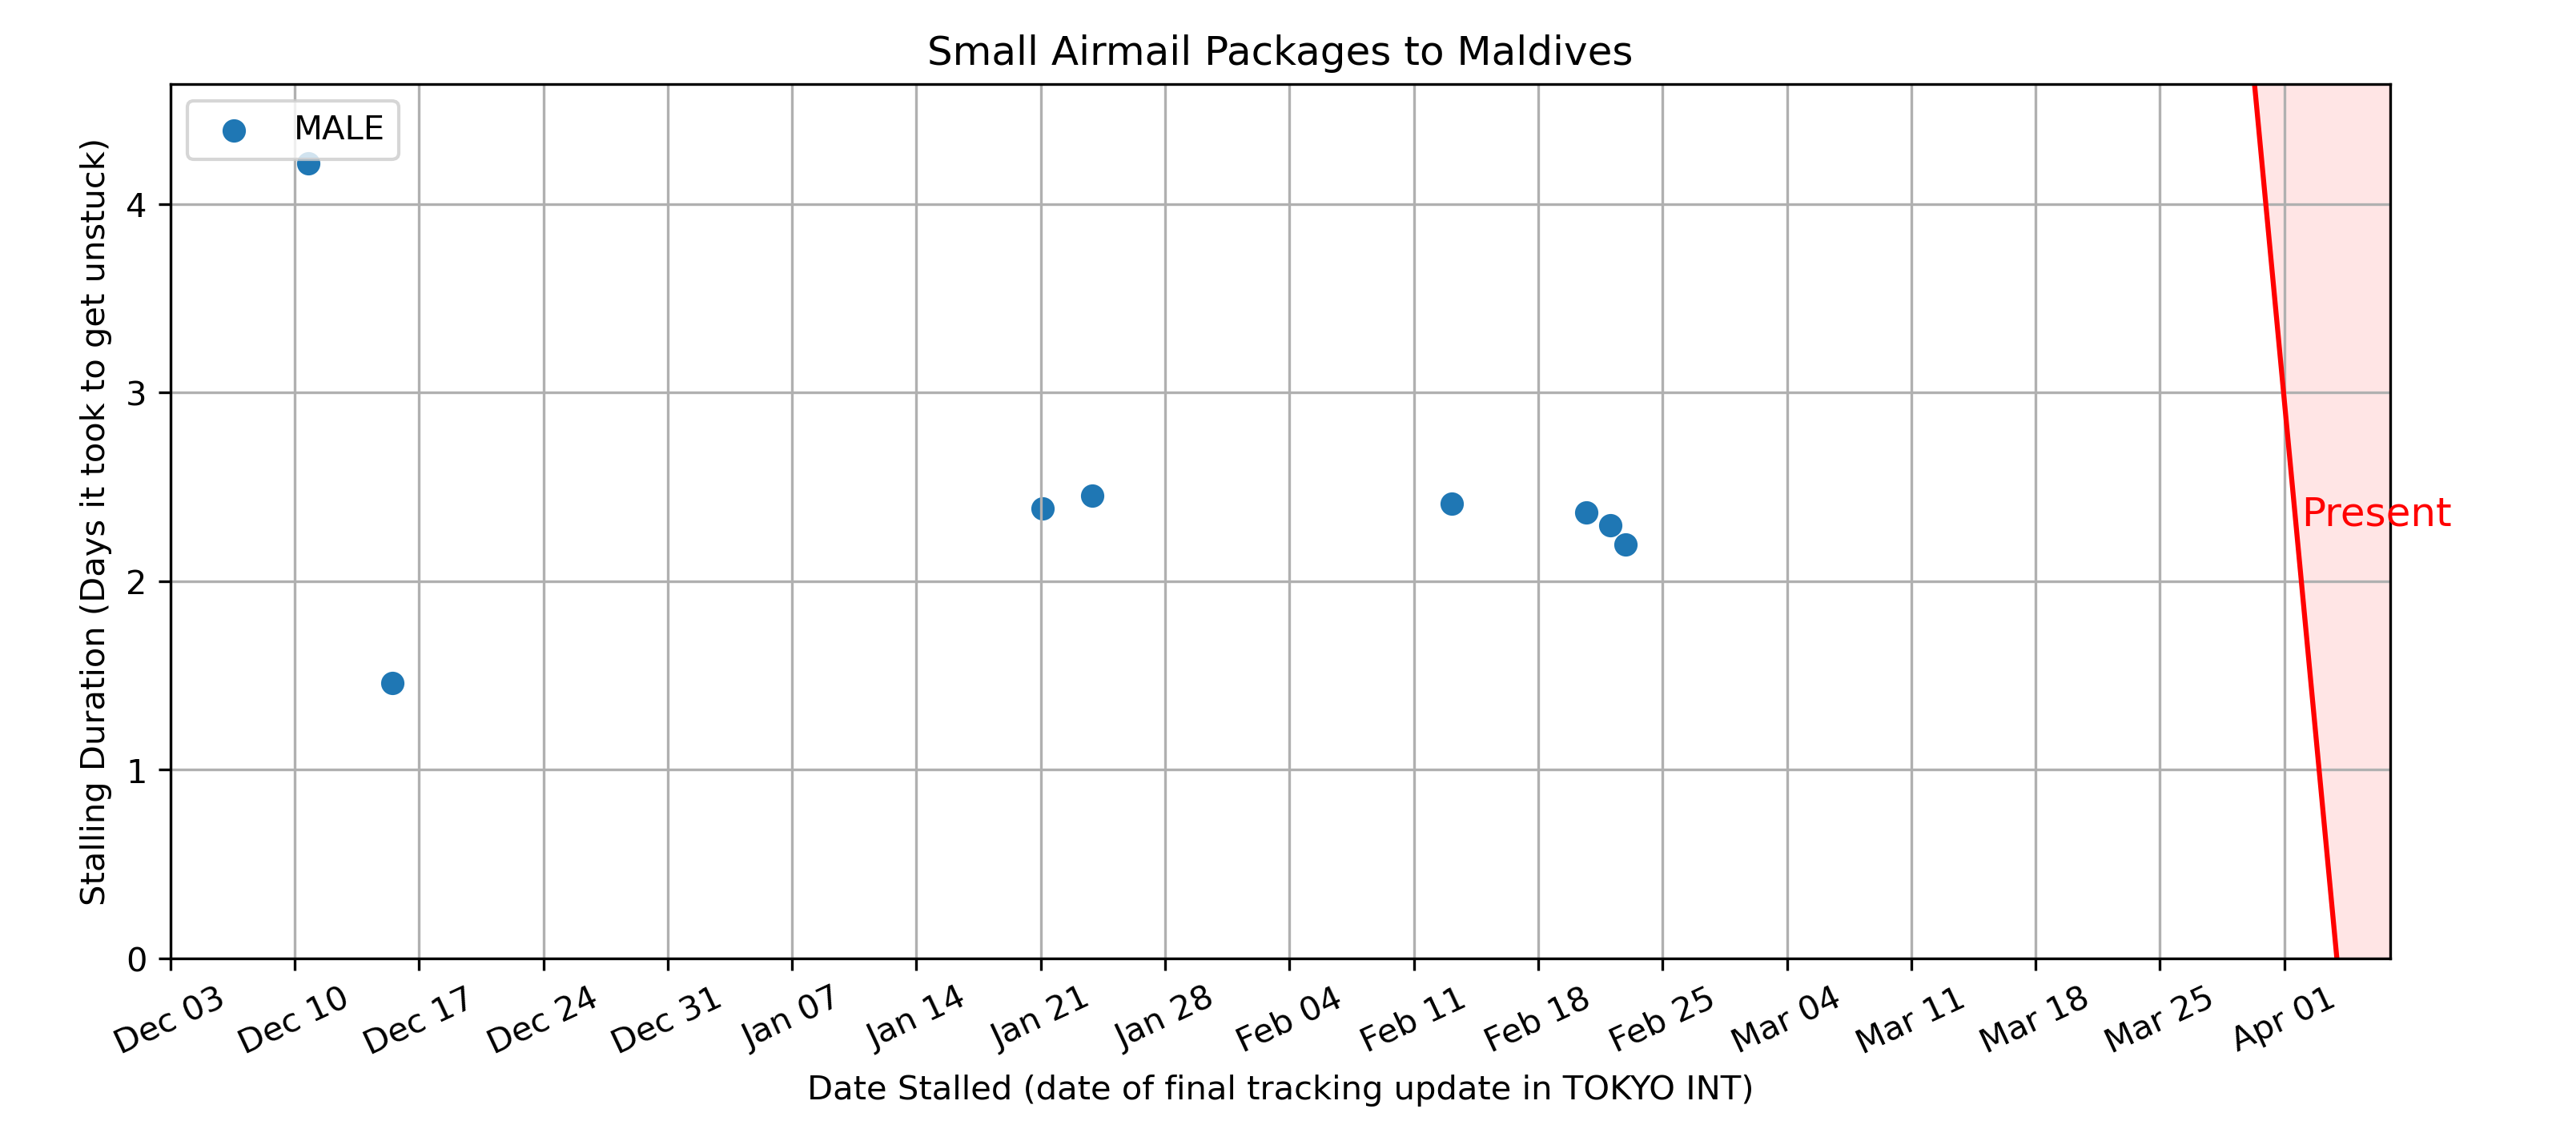 Small Airmail Packages to Maldives
MALE
Stalling Duration (Days it took to get unstuck)
4
3
2
1
0
Present
Dec 03 Dec 10 Dec 17 Dec 24 Dec 31 Jan 07 Jan 14 Jan 21 Jan 28 Feb 04 Feb 11 Feb 18 Feb 25 Mar 04 Mar 11 Mar 18 Mar 25 Apr 01
Date Stalled (date of final tracking update in TOKYO INT)